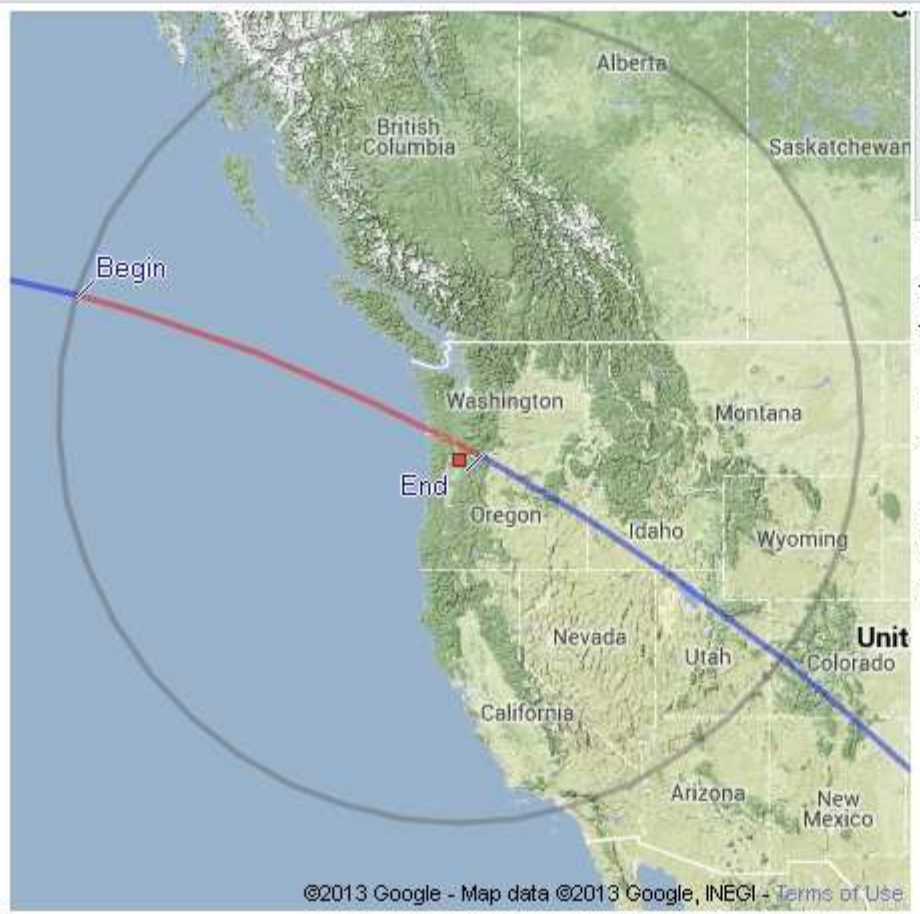 Alberta
British
Columbia
Saskatchewan
Begin
Washington
Montana
End
Oregon
Idaho
Wyoming
Nevada
Unit
Utah
Colorado
California
Arizona
New
Mexico
©2013 Google - Map data ©2013 Google, INEGI - Terms of Use